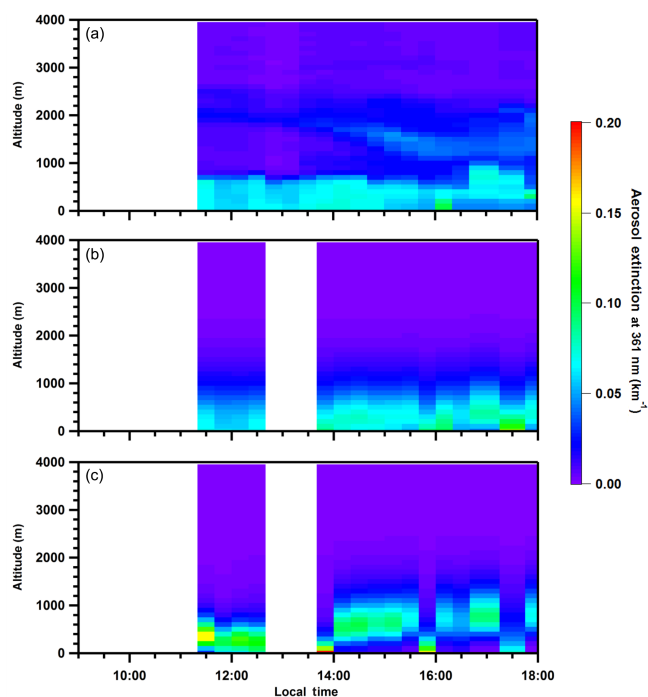 4000
(a)
3000
2000
1000
0
Altitude (m)
4000
(b)
3000
2000
1000
0
Altitude (m)
4000
(c)
3000
2000
1000
0
Altitude (m)
10:00 12:00 14:00 16:00 18:00
Local time
0.20
0.15
0.10
0.05
0.00
Aerosol extinction at 361 nm (km⁻¹)